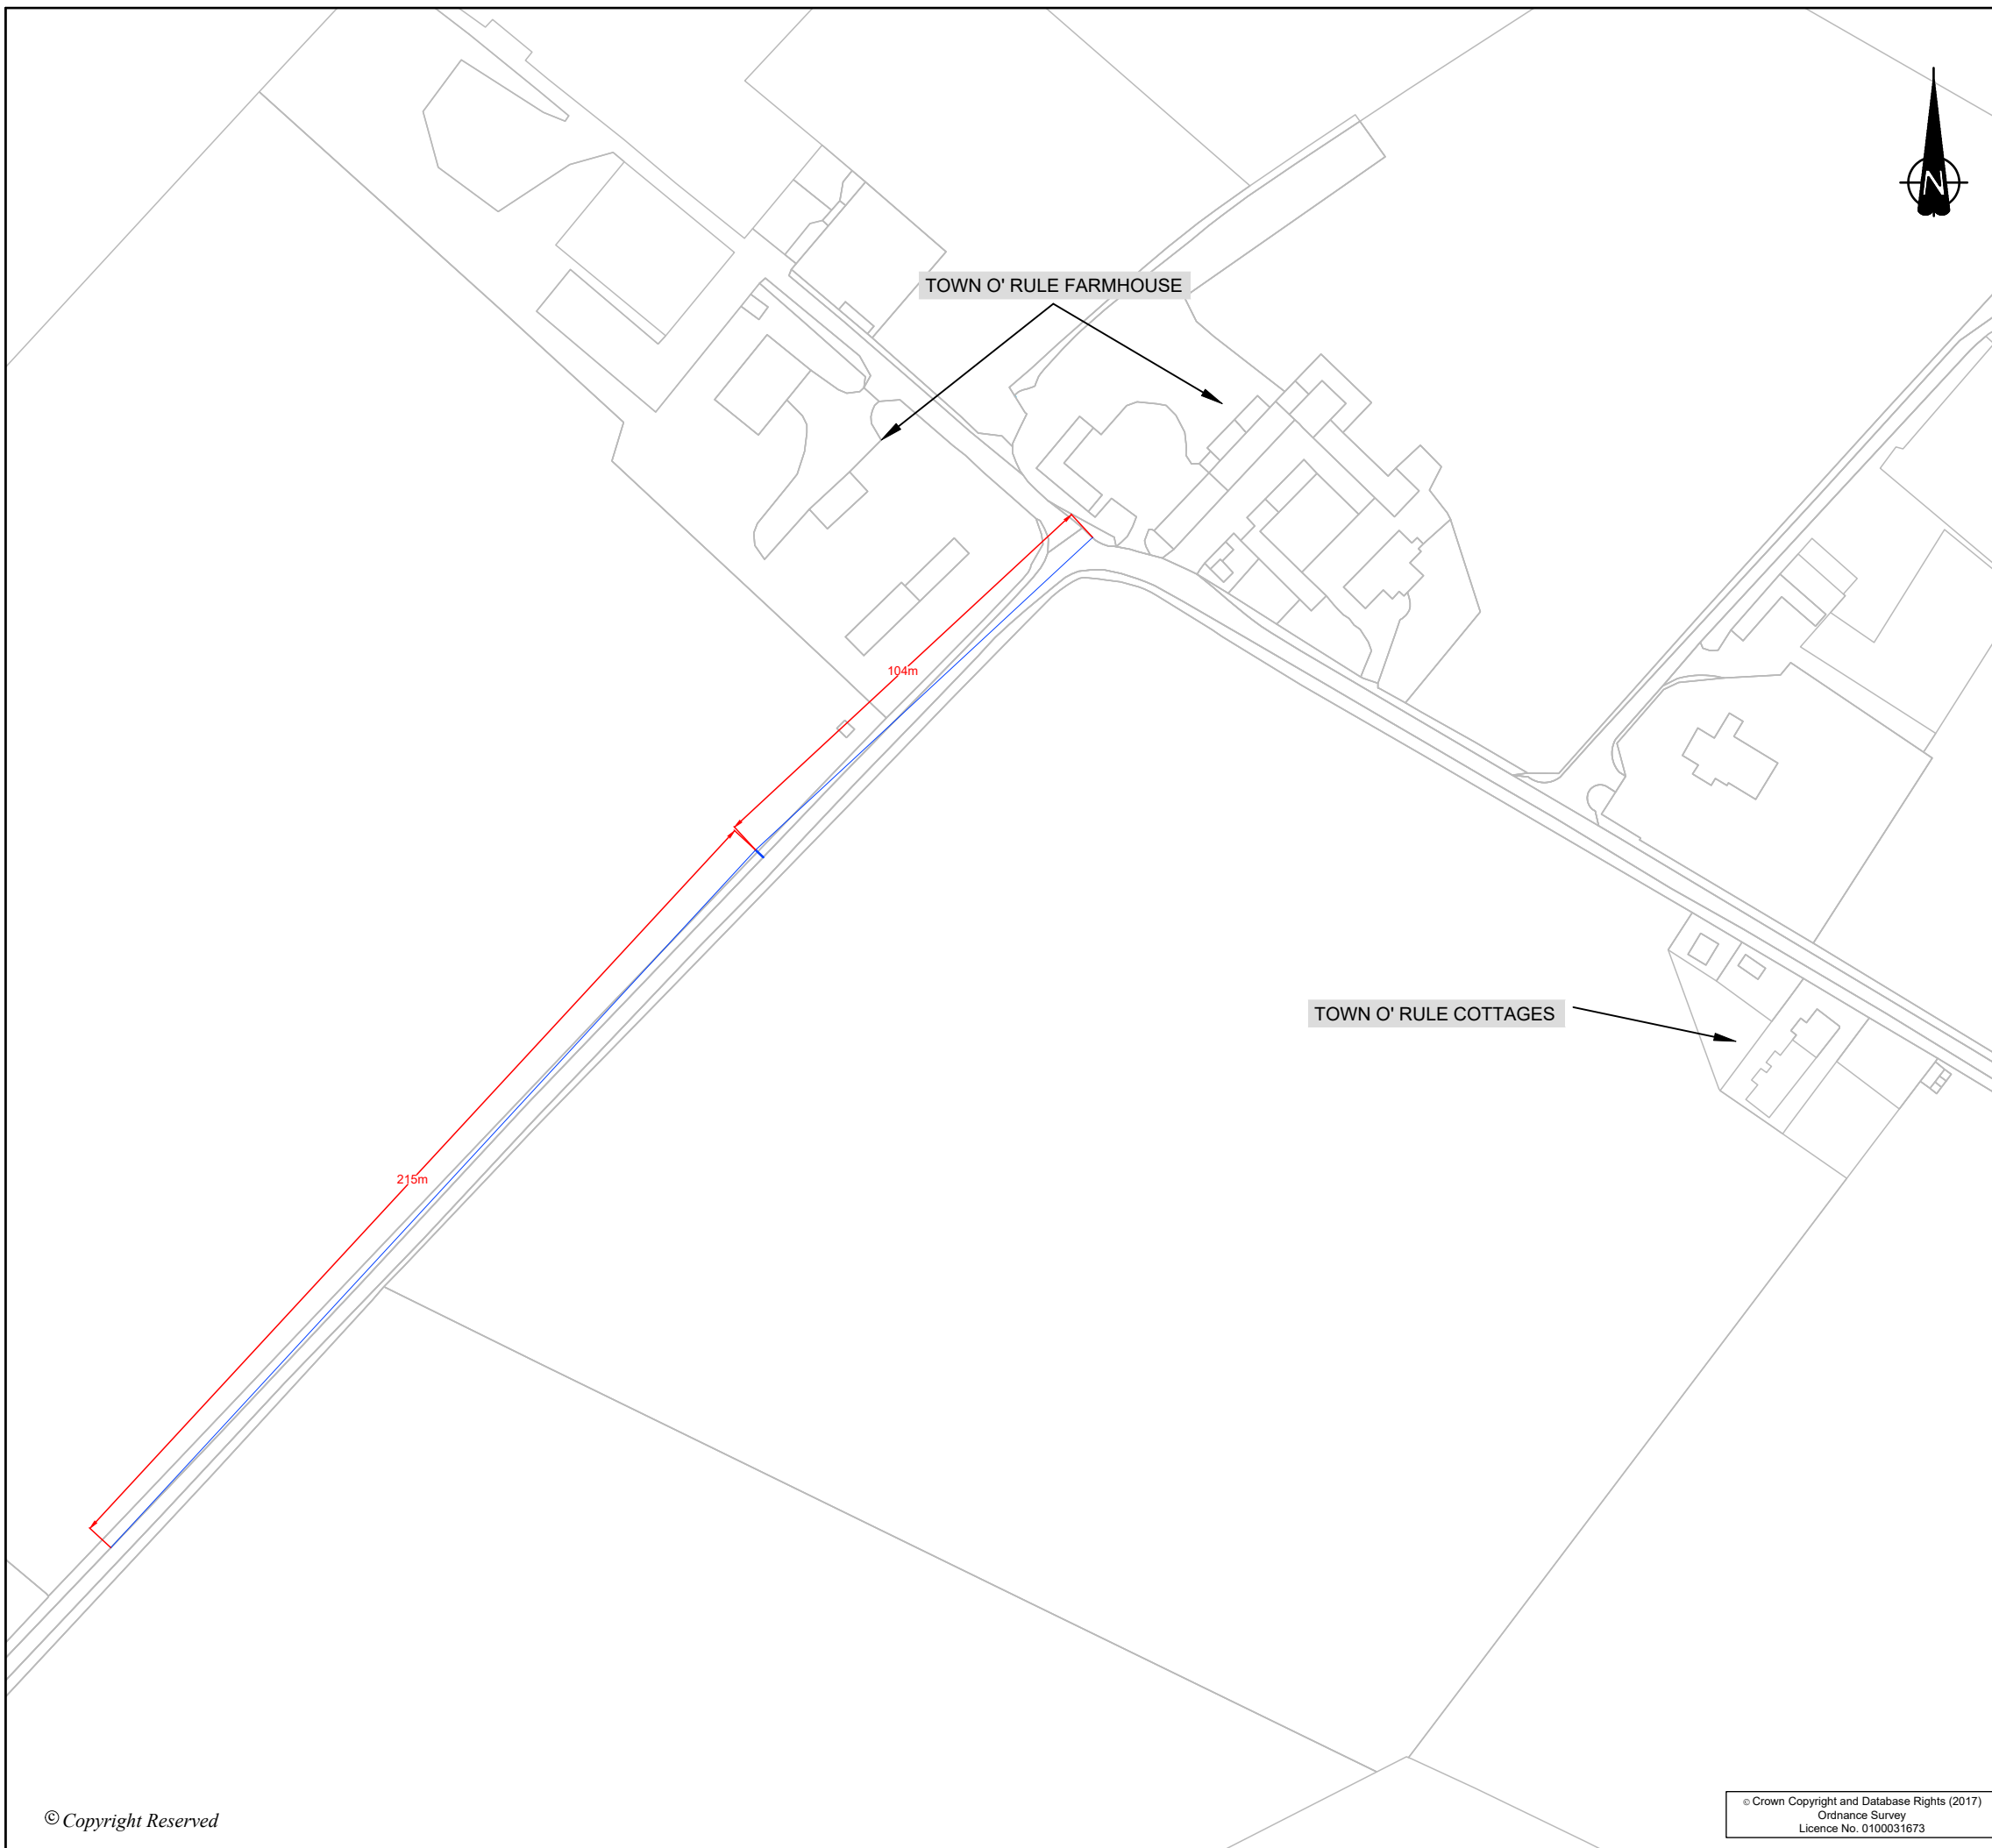 N
TOWN O' RULE FARMHOUSE
104m
TOWN O' RULE COTTAGES
215m
© Copyright Reserved
© Crown Copyright and Database Rights (2017)
Ordnance Survey
Licence No. 0100031673